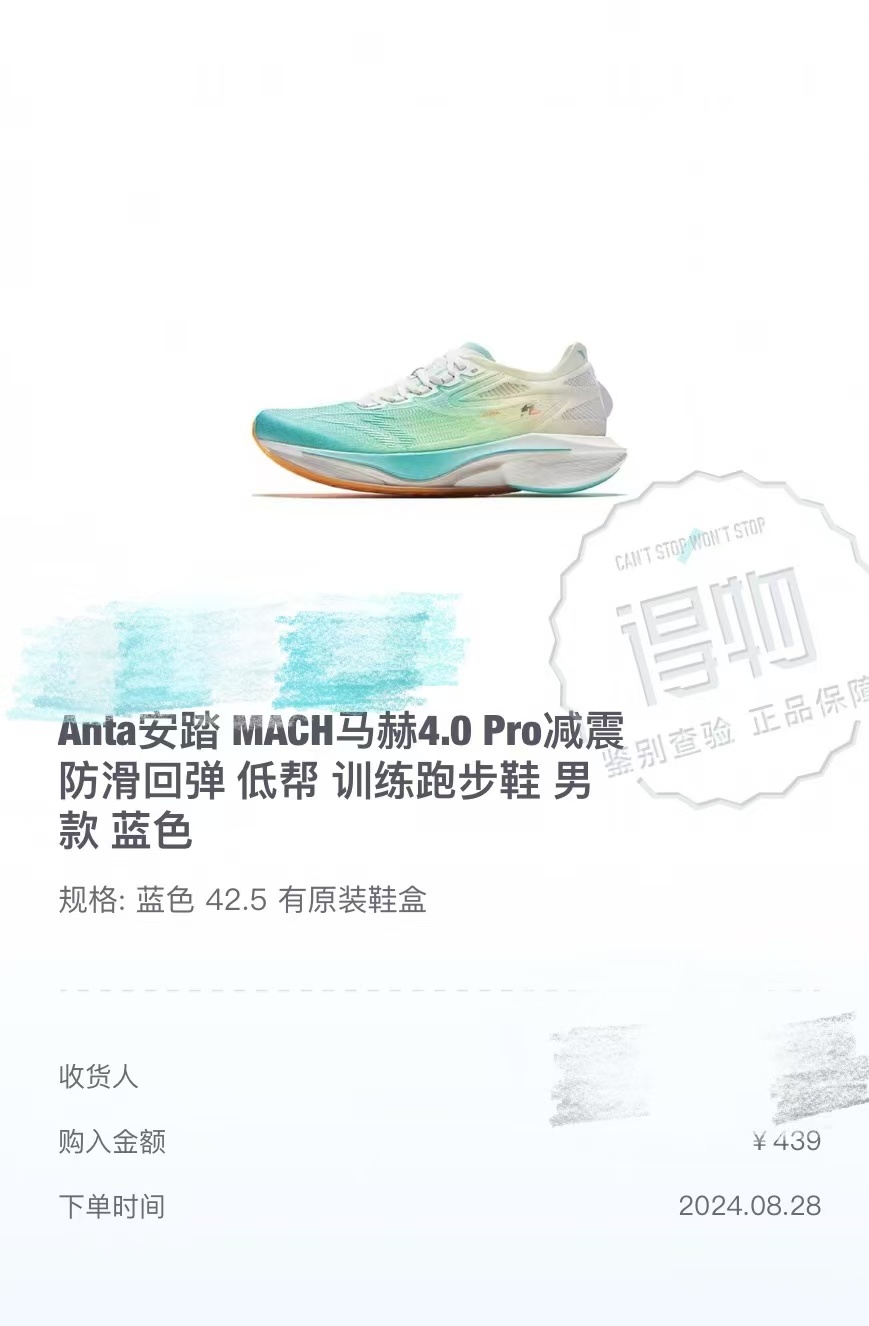 CAN'T STOP WON'T STOP
得物
鉴别查验 正品保障
Anta安踏 MACH马赫4.0 Pro减震
防滑回弹 低帮 训练跑步鞋 男
款 蓝色
规格: 蓝色 42.5 有原装鞋盒
收货人
购入金额 ¥439
下单时间 2024.08.28